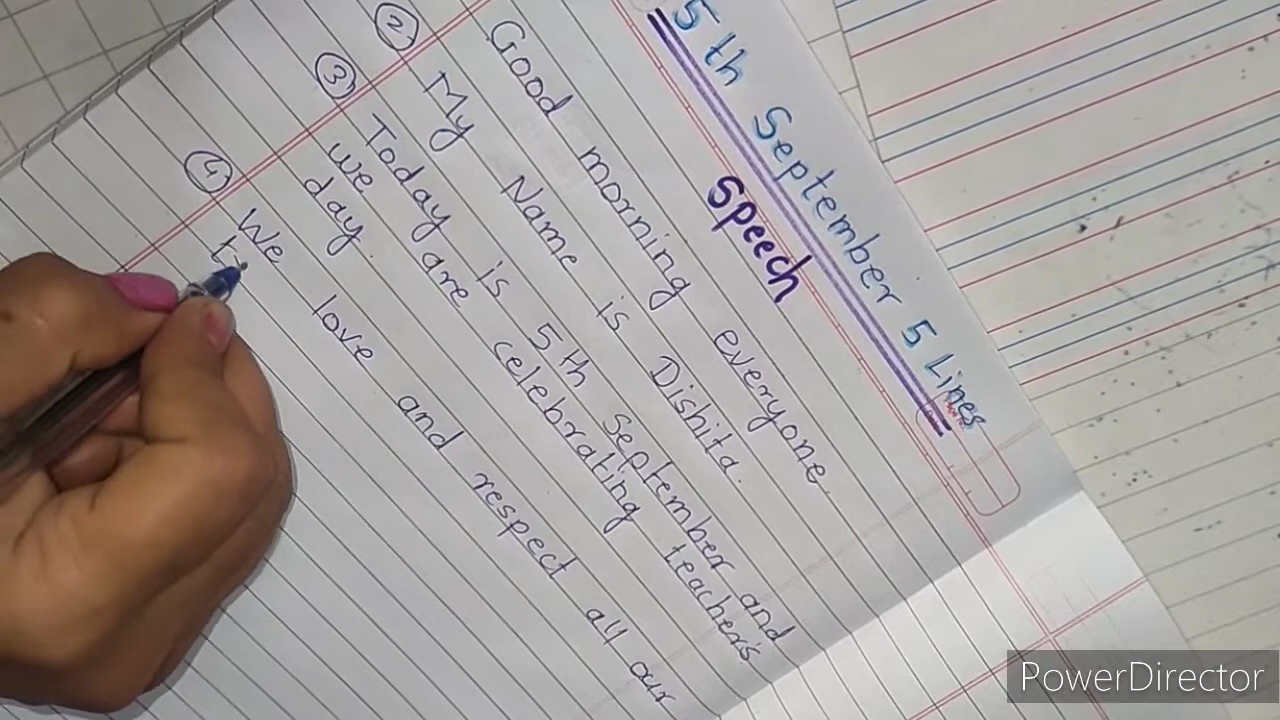 5th September 5 Lines
Speech
Good morning everyone.
2 My Name is Dishita.
3 Today is 5th September and
we are celebrating teacher's
day.
4 We love and respect all our
t
PowerDirector